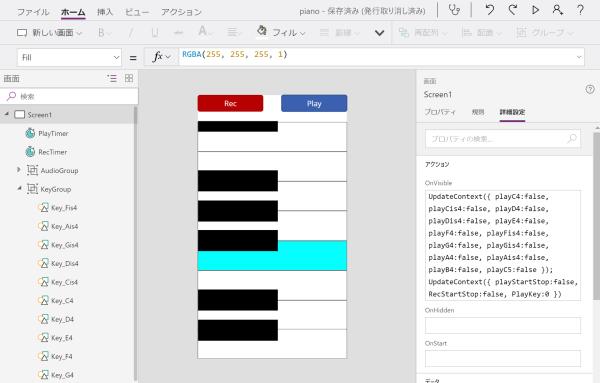 ファイル ホーム 挿入 ビュー アクション piano - 保存済み (発行取り消し済み)
新しい画面 B / U A フィル 罫線 再配列 配置 グループ
Fill = fx RGBA(255, 255, 255, 1)
画面
検索
Screen1
PlayTimer
RecTimer
AudioGroup
KeyGroup
Key_Fis4
Key_Ais4
Key_Gis4
Key_Dis4
Key_Cis4
Key_C4
Key_D4
Key_E4
Key_F4
Key_G4
Rec Play
画面
Screen1
プロパティ 規則 詳細設定
プロパティの検索...
アクション
OnVisible
UpdateContext({ playC4:false,
playCis4:false, playD4:false,
playDis4:false, playE4:false,
playF4:false, playFis4:false,
playG4:false, playGis4:false,
playA4:false, playAis4:false,
playB4:false, playC5:false });
UpdateContext({ playStartStop:false,
RecStartStop:false, PlayKey:0 })
OnHidden
OnStart
データ